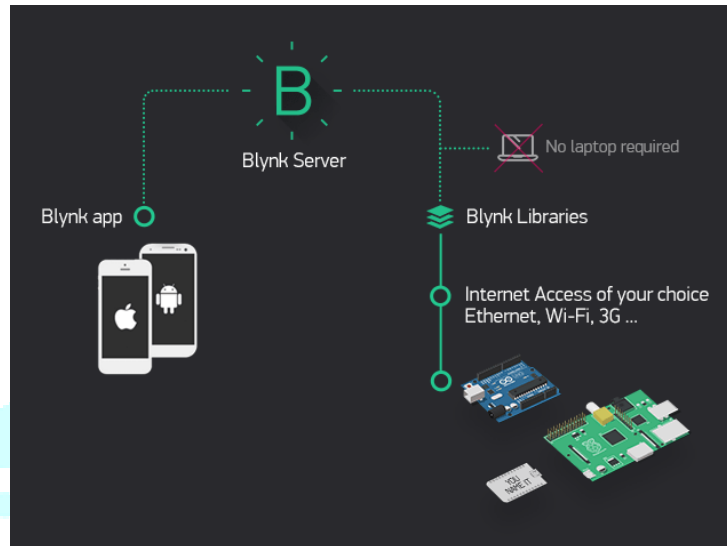 B
Blynk Server
No laptop required
Blynk app
Blynk Libraries
Internet Access of your choice
Ethernet, Wi-Fi, 3G ...
YOU
NAME IT